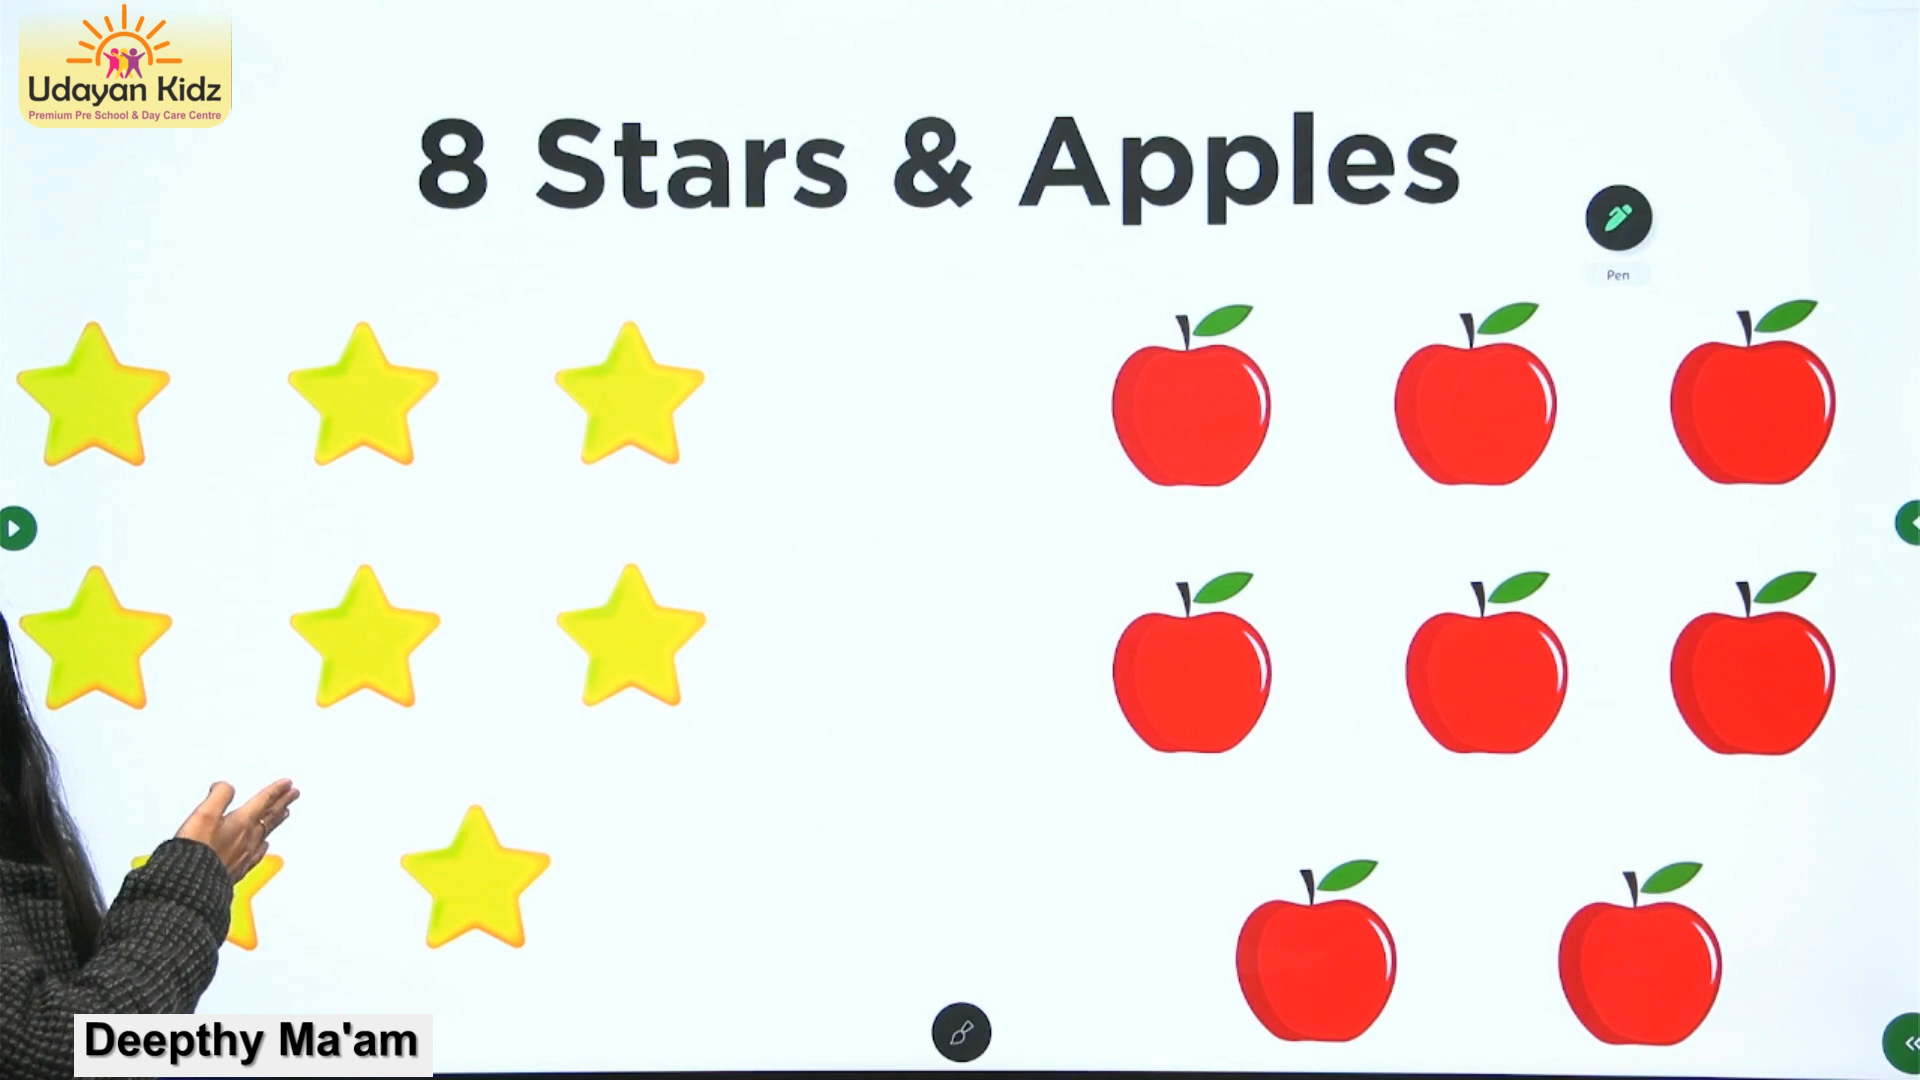 Udayan Kidz
Premium Pre School & Day Care Centre
8 Stars & Apples
Pen
Deepthy Ma'am